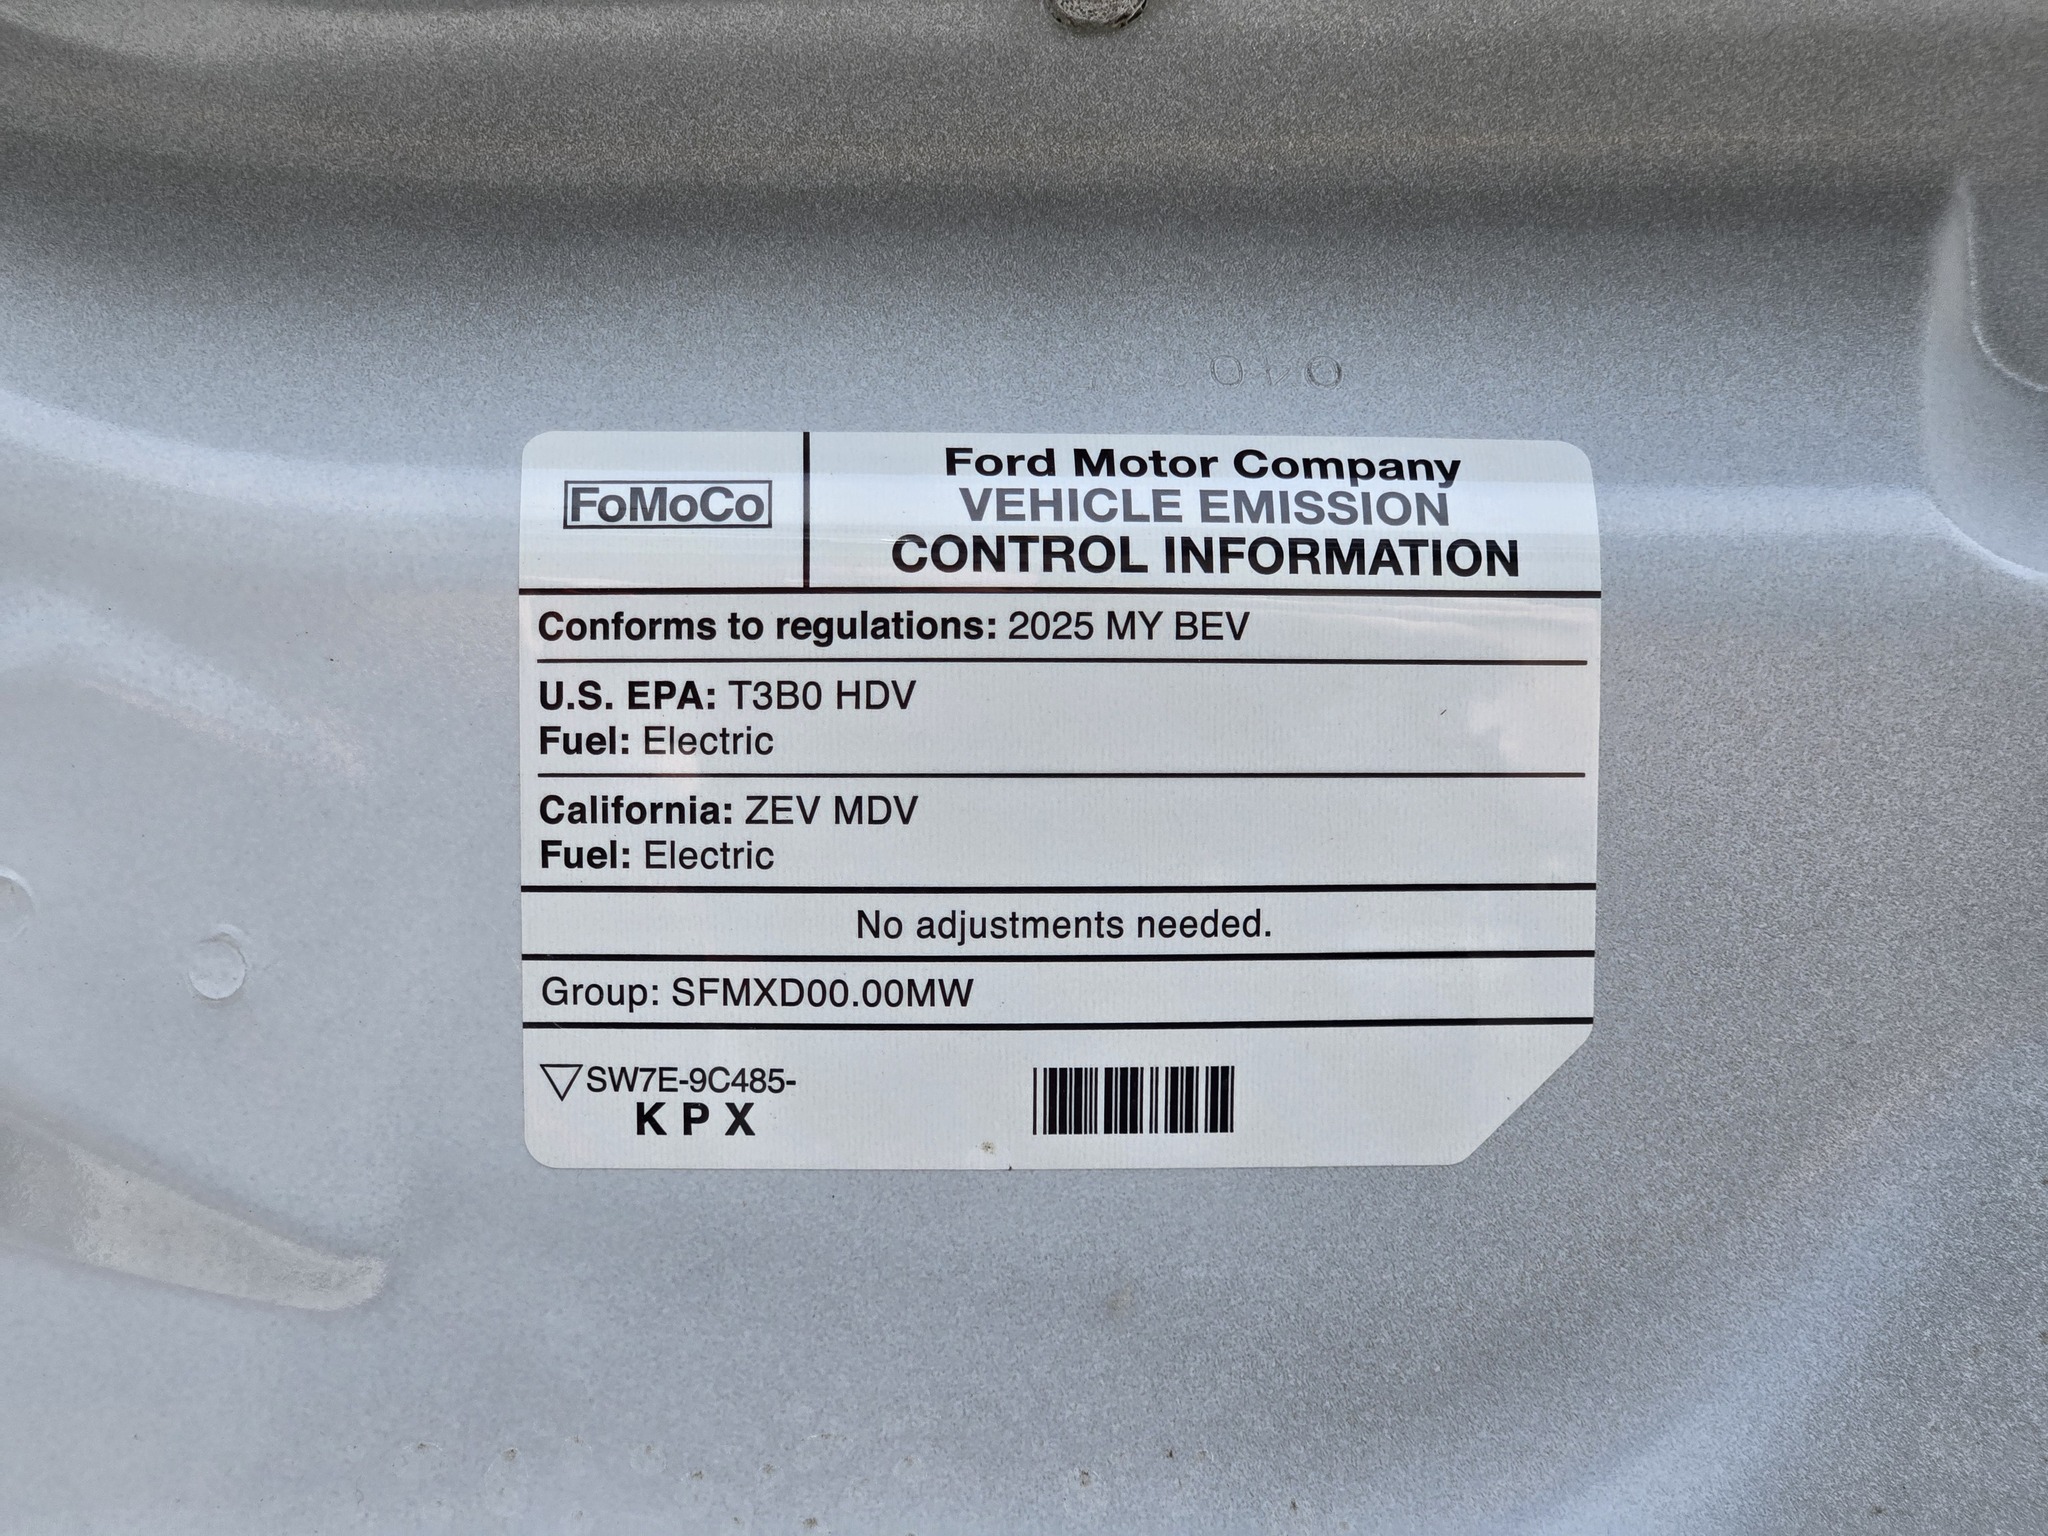 FoMoCo
Ford Motor Company
VEHICLE EMISSION
CONTROL INFORMATION
Conforms to regulations: 2025 MY BEV
U.S. EPA: T3B0 HDV
Fuel: Electric
California: ZEV MDV
Fuel: Electric
No adjustments needed.
Group: SFMXD00.00MW
▽SW7E-9C485-
K P X